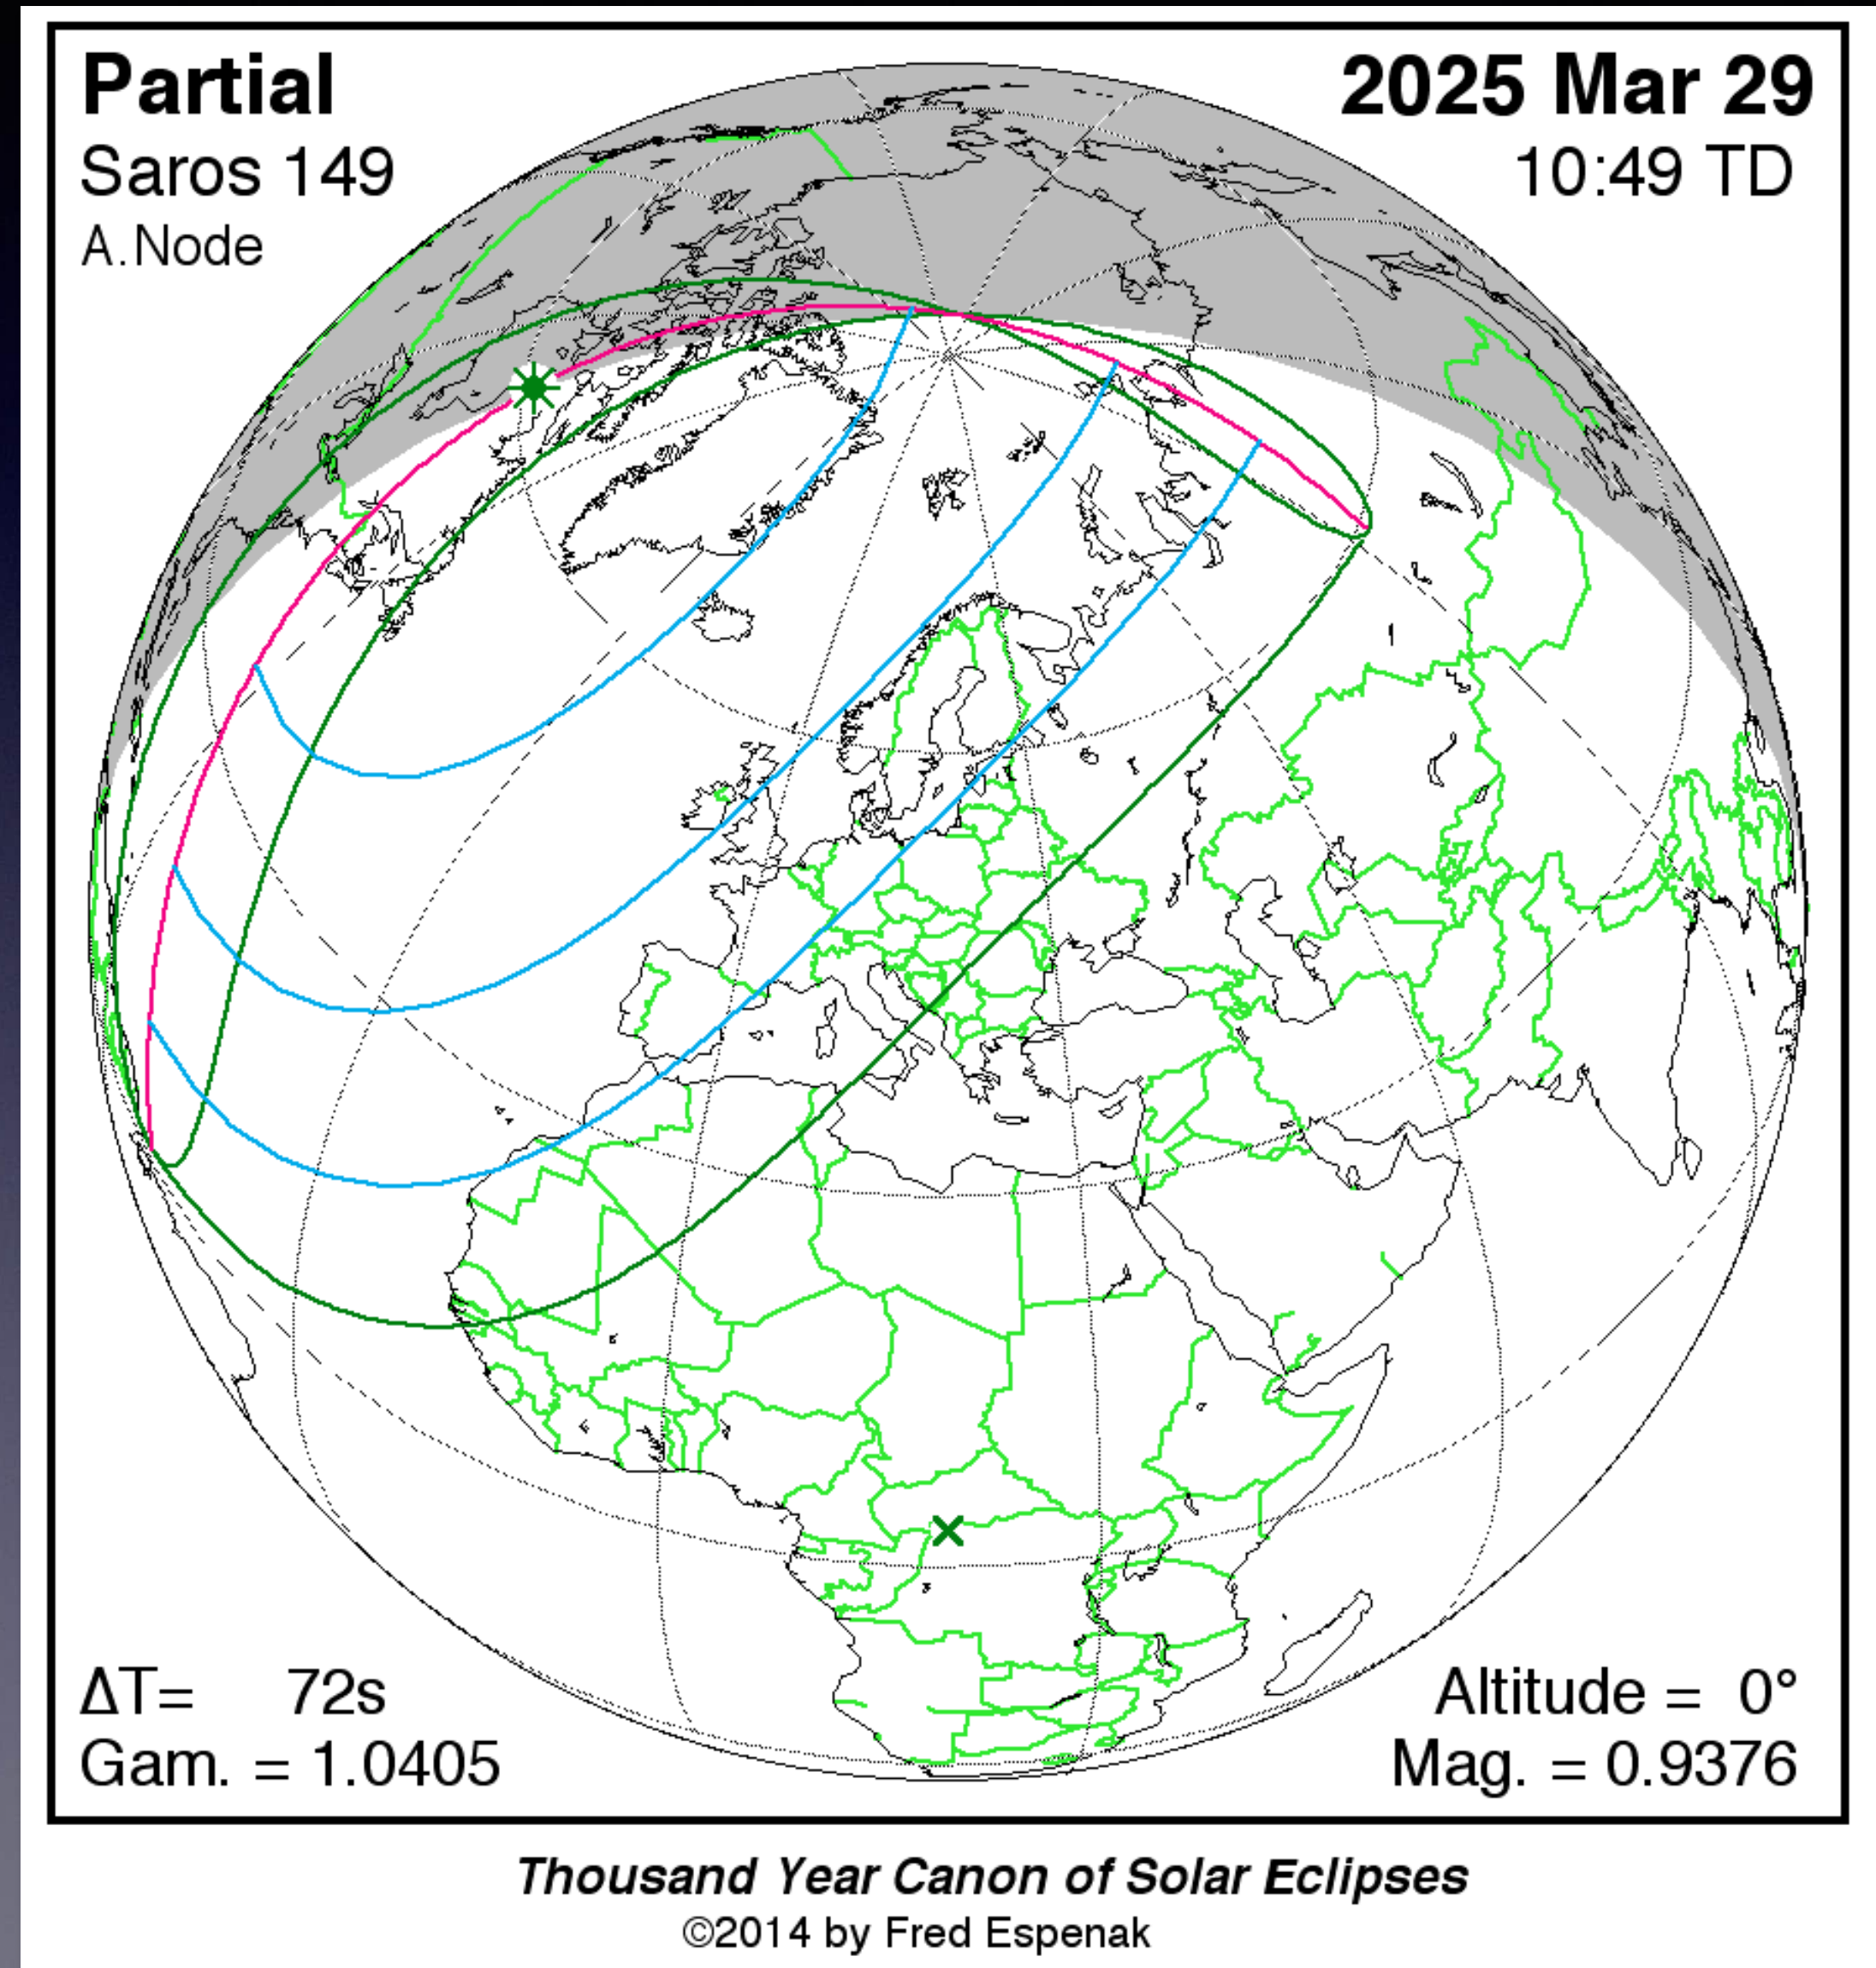 Partial
2025 Mar 29
Saros 149
10:49 TD
A.Node
ΔT= 72s
Altitude = 0°
Gam. = 1.0405
Mag. = 0.9376
Thousand Year Canon of Solar Eclipses
©2014 by Fred Espenak